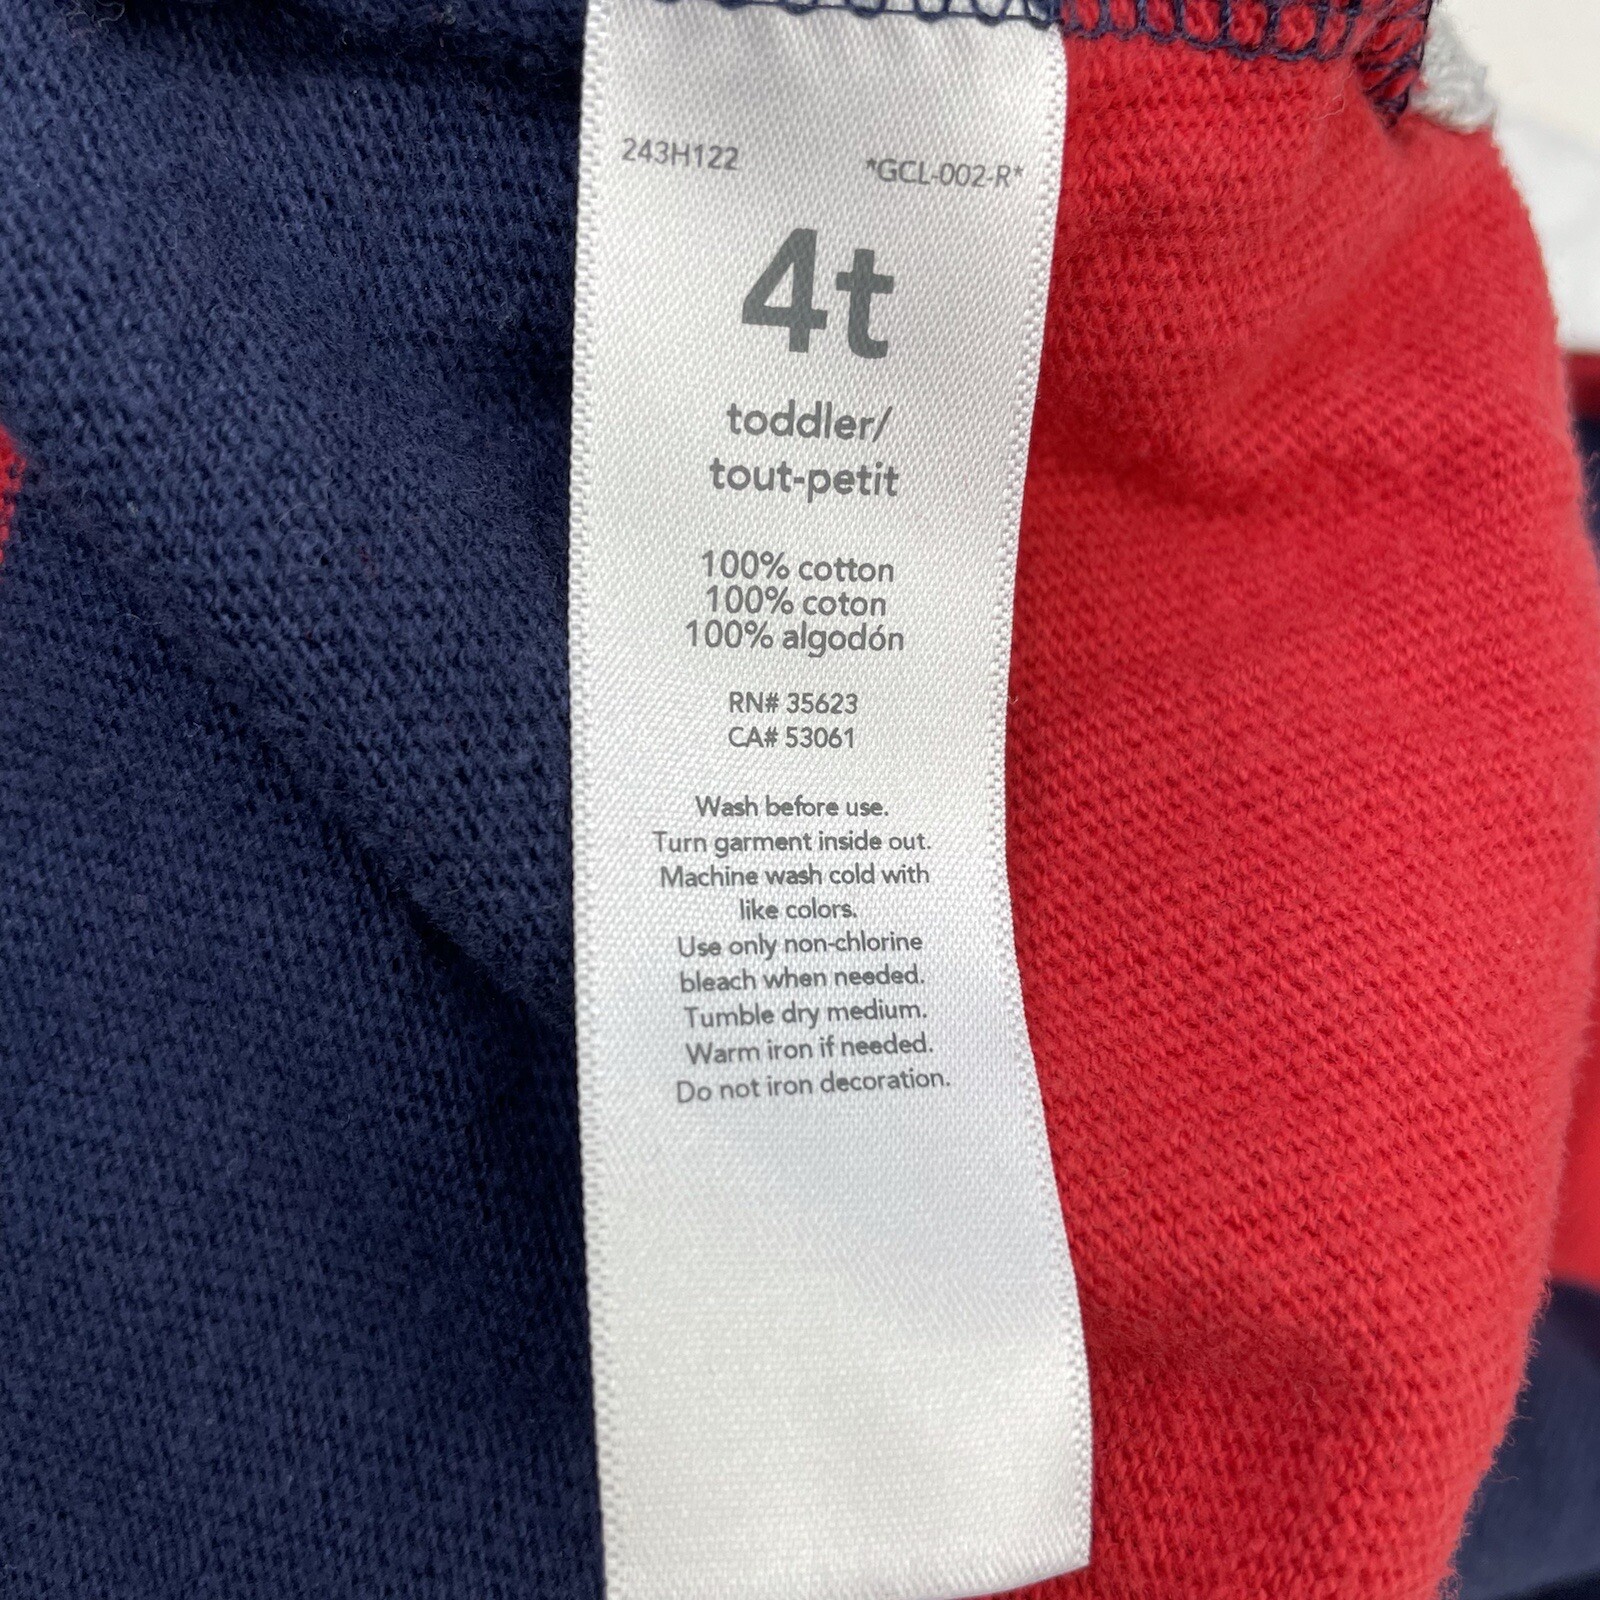 243H122 *GCL-002-R*
4t
toddler/
tout-petit
100% cotton
100% coton
100% algodón
RN# 35623
CA# 53061
Wash before use.
Turn garment inside out.
Machine wash cold with
like colors.
Use only non-chlorine
bleach when needed.
Tumble dry medium.
Warm iron if needed.
Do not iron decoration.